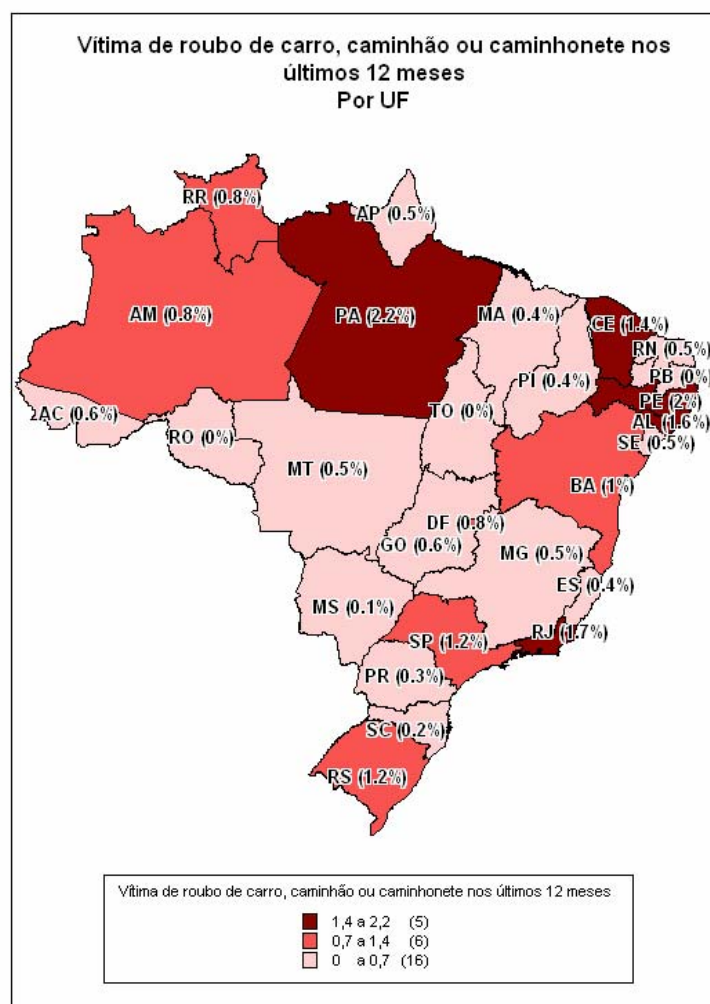 Vítima de roubo de carro, caminhão ou caminhonete nos
últimos 12 meses
Por UF
RR (0.8%)
AP (0.5%)
AM (0.8%)
PA (2.2%)
MA (0.4%)
CE (1.4%)
RN (0.5%)
PI (0.4%)
PB (0%)
PE (2%)
AC (0.6%)
TO (0%)
AL (1.6%)
RO (0%)
SE (0.5%)
MT (0.5%)
BA (1%)
DF (0.8%)
GO (0.6%)
MG (0.5%)
ES (0.4%)
MS (0.1%)
RJ (1.7%)
SP (1.2%)
PR (0.3%)
SC (0.2%)
RS (1.2%)
Vítima de roubo de carro, caminhão ou caminhonete nos últimos 12 meses
1,4 a 2,2 (5)
0,7 a 1,4 (6)
0 a 0,7 (16)